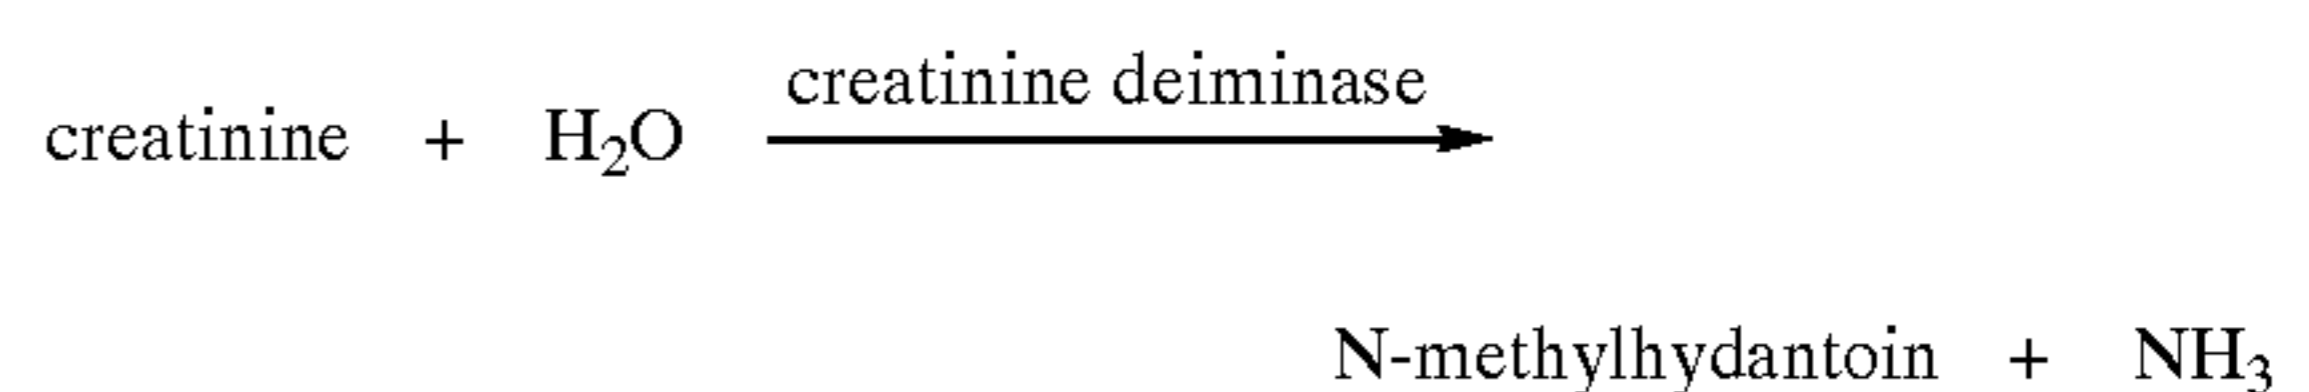 creatinine deiminase
creatinine + H₂O
N-methylhydantoin + NH₃